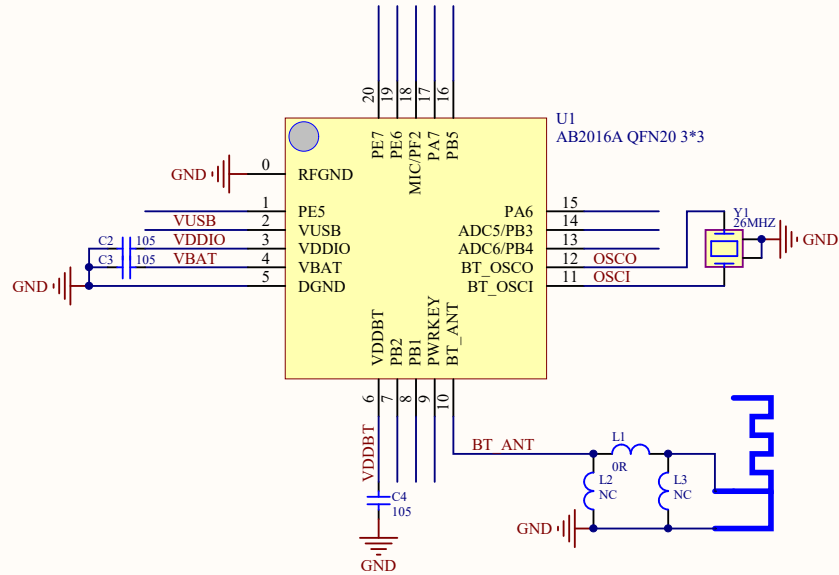 20
19
18
17
16
PE7
PE6
MIC/PF2
PA7
PB5
U1
AB2016A QFN20 3*3
GND
0
RFGND
1
PE5
VUSB
2
VUSB
C2
105
VDDIO
3
VDDIO
C3
105
VBAT
4
VBAT
GND
5
DGND
PA6
15
ADC5/PB3
14
ADC6/PB4
13
BT_OSCO
12
OSCO
BT_OSCI
11
OSCI
Y1
26MHZ
GND
VDDBT
PB2
PB1
PWRKEY
BT_ANT
6
7
8
9
10
VDDBT
C4
105
GND
BT_ANT
L1
0R
L2
NC
L3
NC
GND